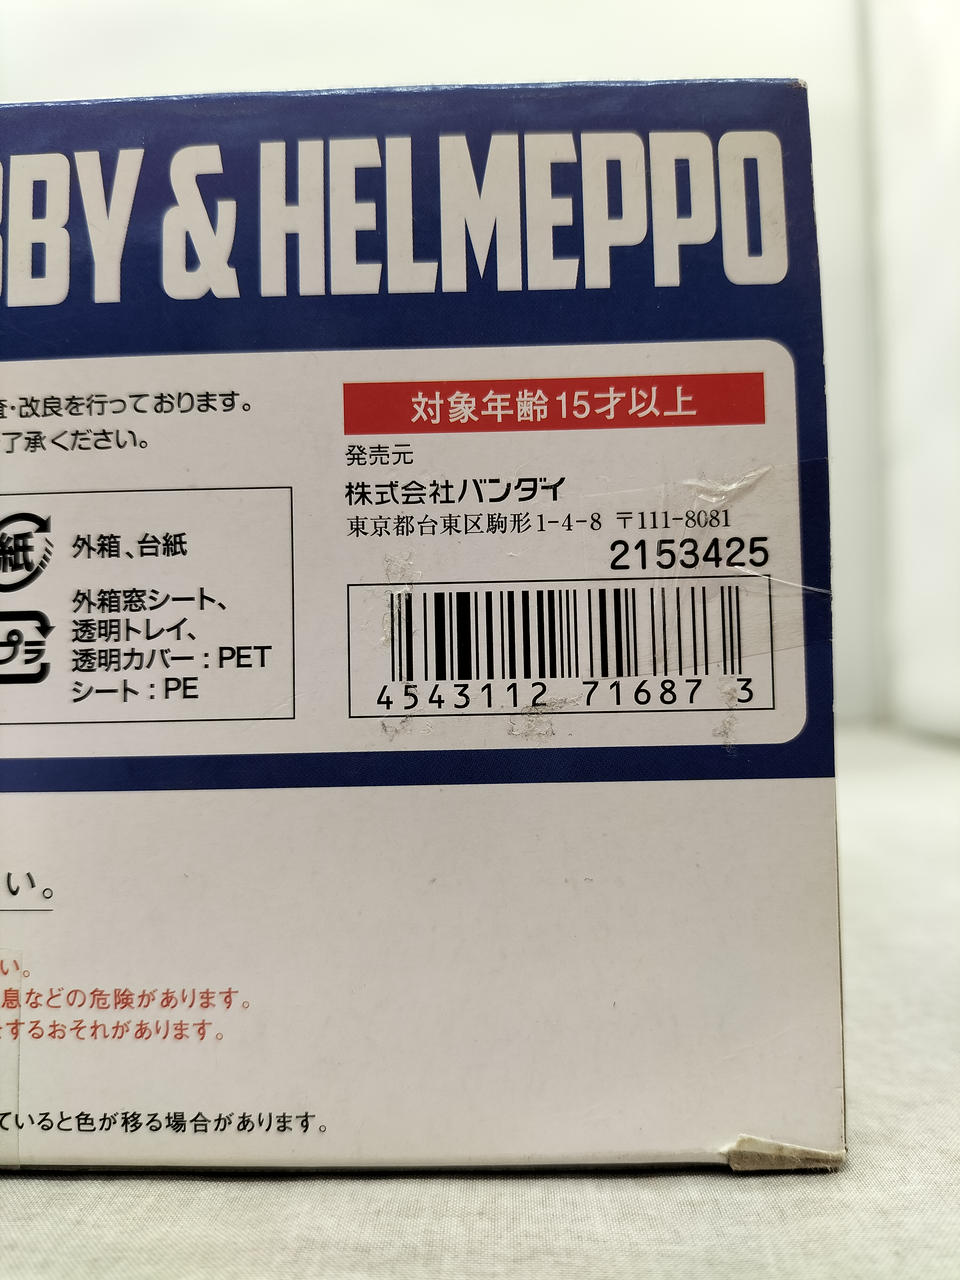 BBY & HELMEPPO
査・改良を行っております。
了承ください。
対象年齢15才以上
発売元
株式会社バンダイ
東京都台東区駒形1-4-8 〒111-8081
2153425
4543112 71687 3
紙
外箱、台紙
プラ
外箱窓シート、
透明トレイ、
透明カバー：PET
シート：PE
い。
い。
息などの危険があります。
をするおそれがあります。
ていると色が移る場合があります。